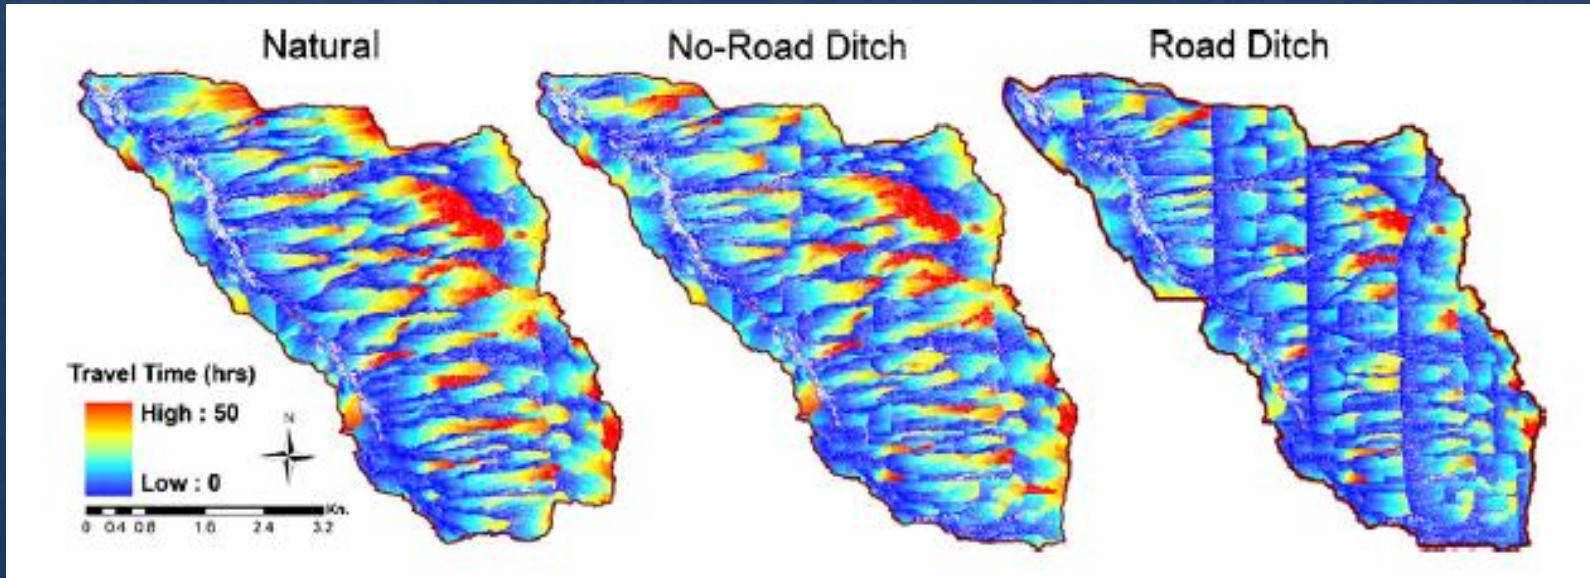 Natural
No-Road Ditch
Road Ditch
Travel Time (hrs)
High : 50
Low : 0
N
Km.
0 0.4 0.8 1.6 2.4 3.2